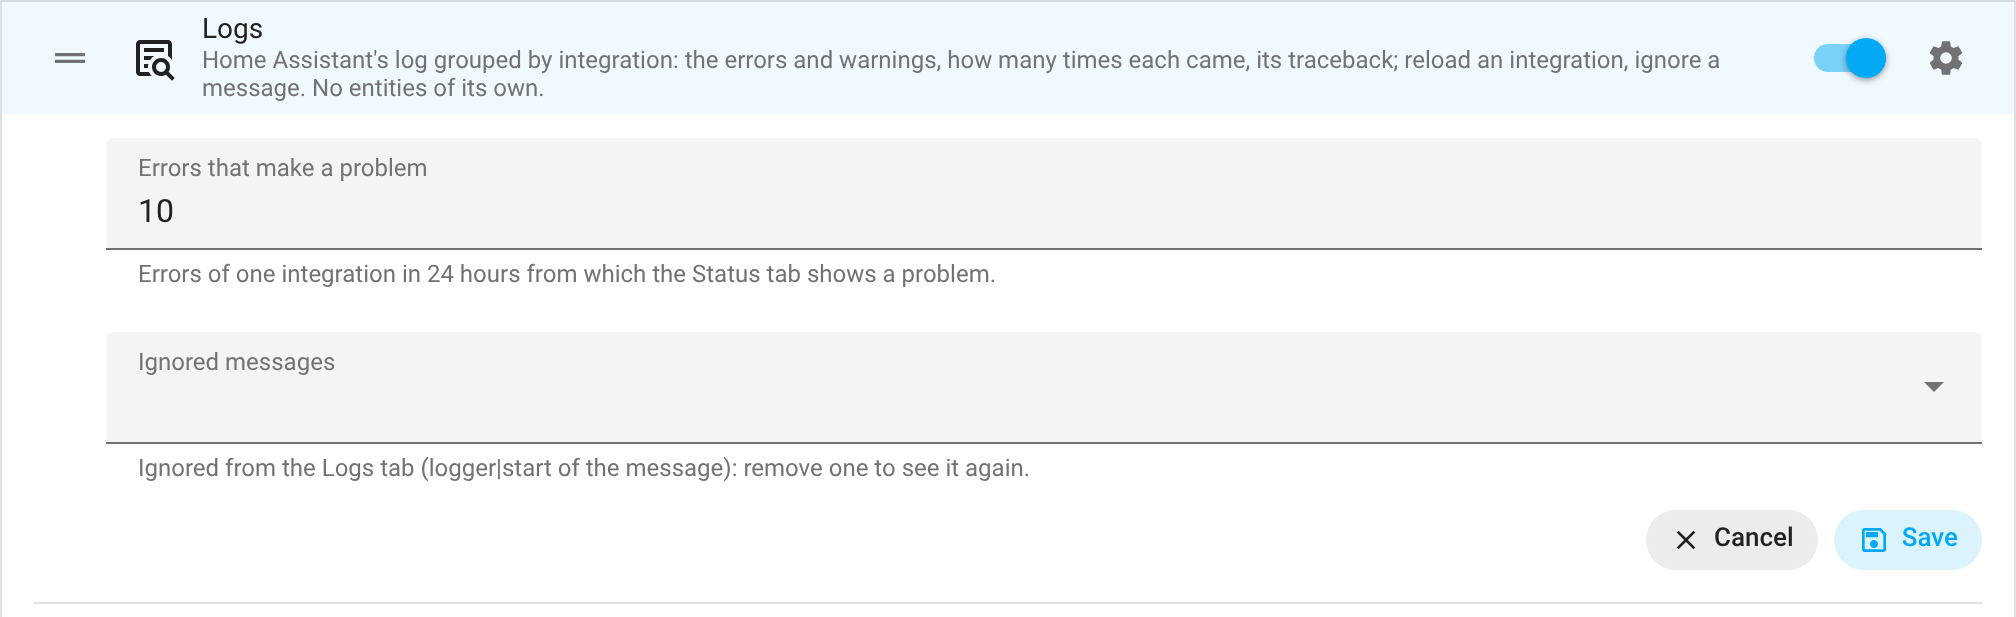 Logs
Home Assistant's log grouped by integration: the errors and warnings, how many times each came, its traceback; reload an integration, ignore a
message. No entities of its own.
Errors that make a problem
10
Errors of one integration in 24 hours from which the Status tab shows a problem.
Ignored messages
Ignored from the Logs tab (logger|start of the message): remove one to see it again.
Cancel
Save